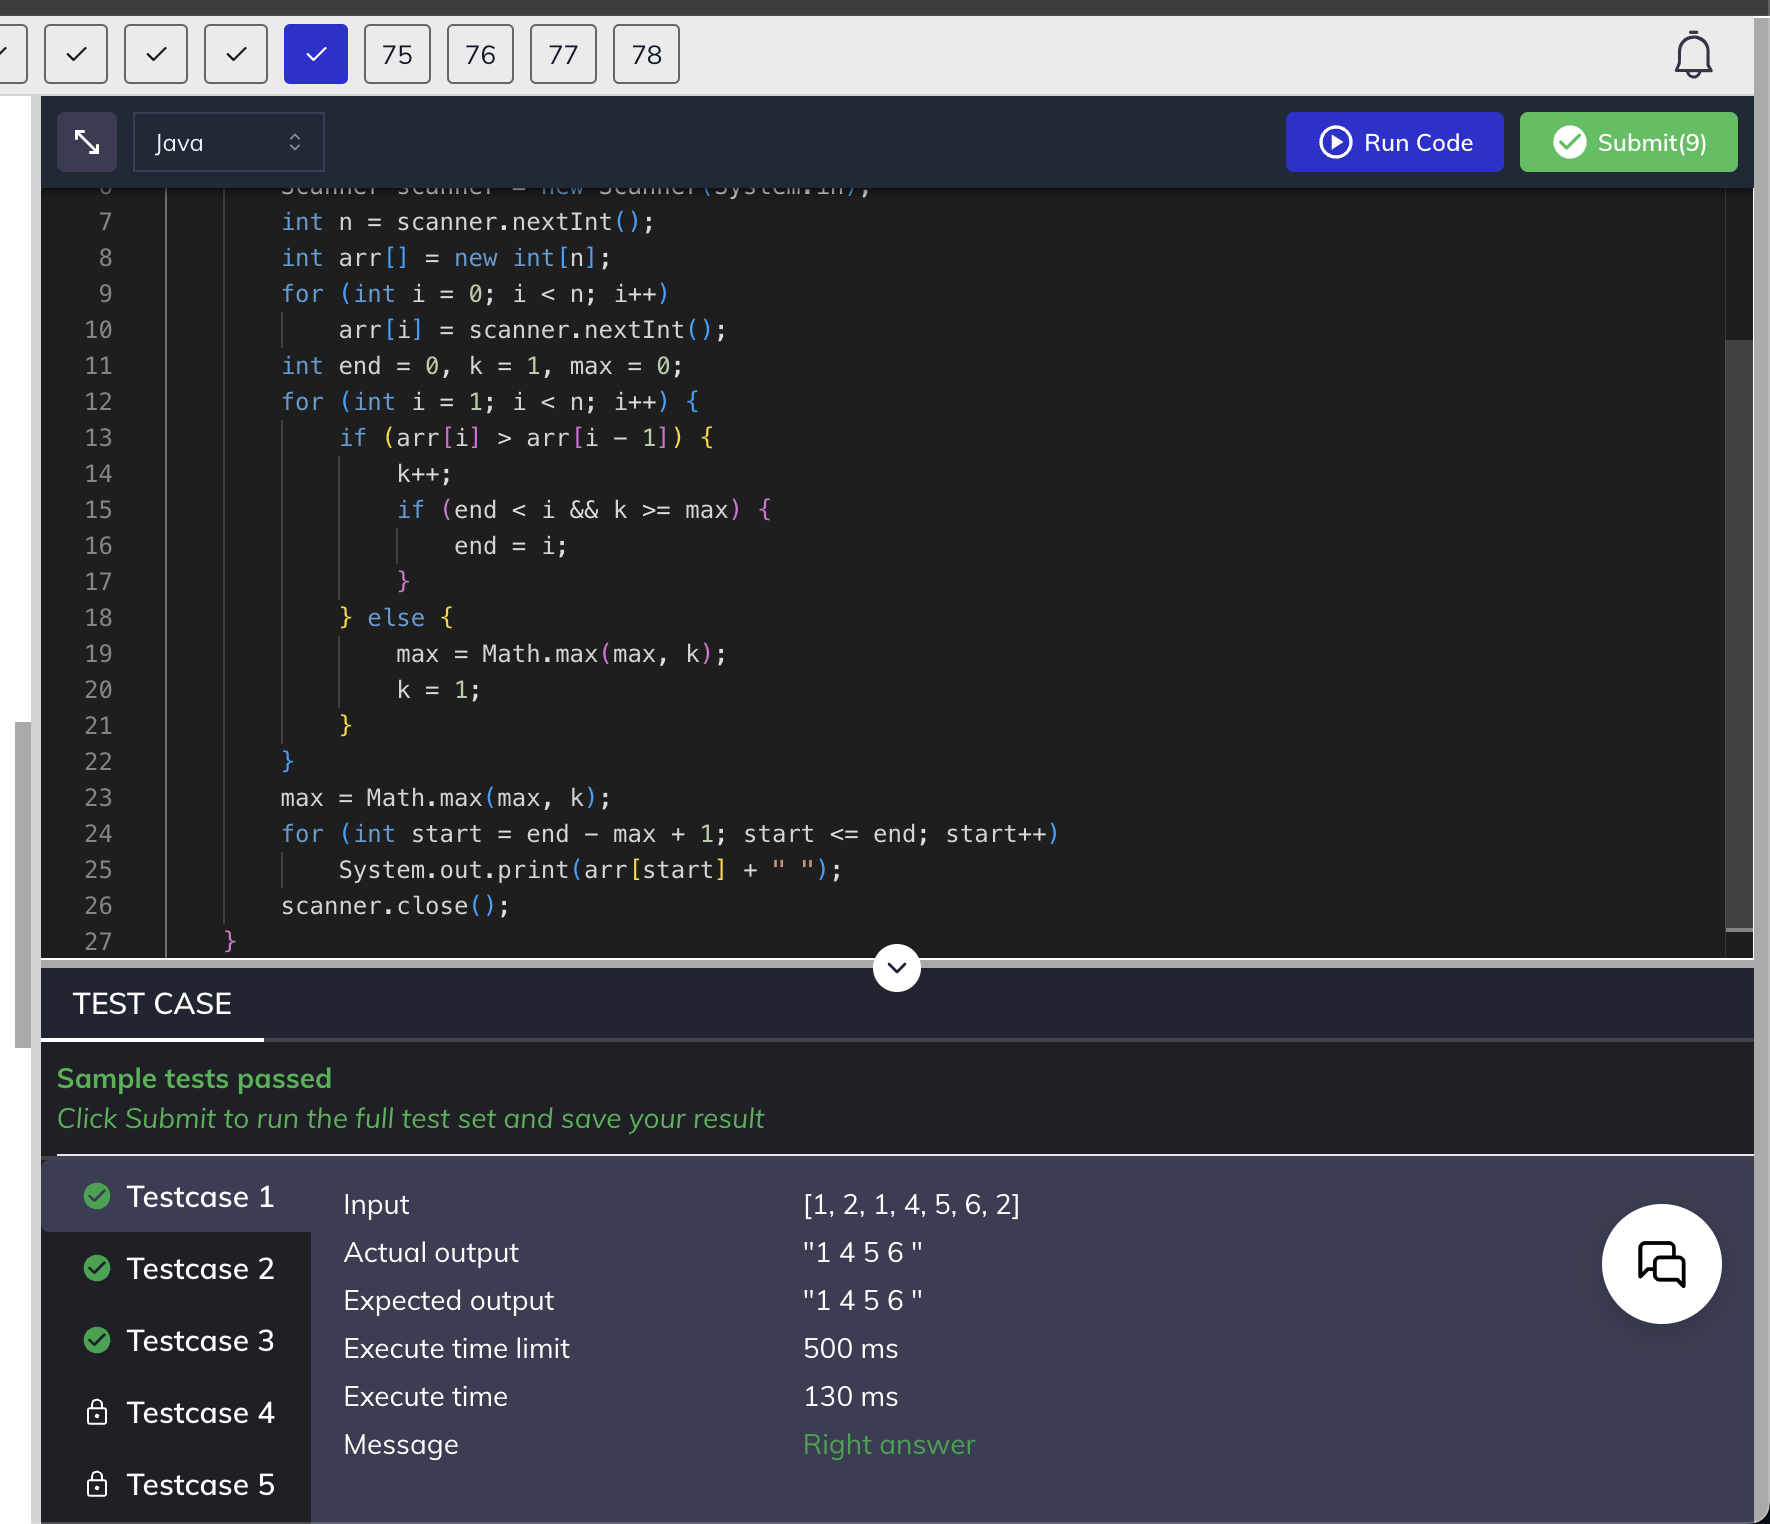 75 76 77 78
Java
Run Code
Submit(9)
6 Scanner scanner = new Scanner(System.in);
7 int n = scanner.nextInt();
8 int arr[] = new int[n];
9 for (int i = 0; i < n; i++)
10 arr[i] = scanner.nextInt();
11 int end = 0, k = 1, max = 0;
12 for (int i = 1; i < n; i++) {
13 if (arr[i] > arr[i - 1]) {
14 k++;
15 if (end < i && k >= max) {
16 end = i;
17 }
18 } else {
19 max = Math.max(max, k);
20 k = 1;
21 }
22 }
23 max = Math.max(max, k);
24 for (int start = end - max + 1; start <= end; start++)
25 System.out.print(arr[start] + " ");
26 scanner.close();
27 }
TEST CASE
Sample tests passed
Click Submit to run the full test set and save your result
Testcase 1
Testcase 2
Testcase 3
Testcase 4
Testcase 5
Input [1, 2, 1, 4, 5, 6, 2]
Actual output "1 4 5 6 "
Expected output "1 4 5 6 "
Execute time limit 500 ms
Execute time 130 ms
Message Right answer